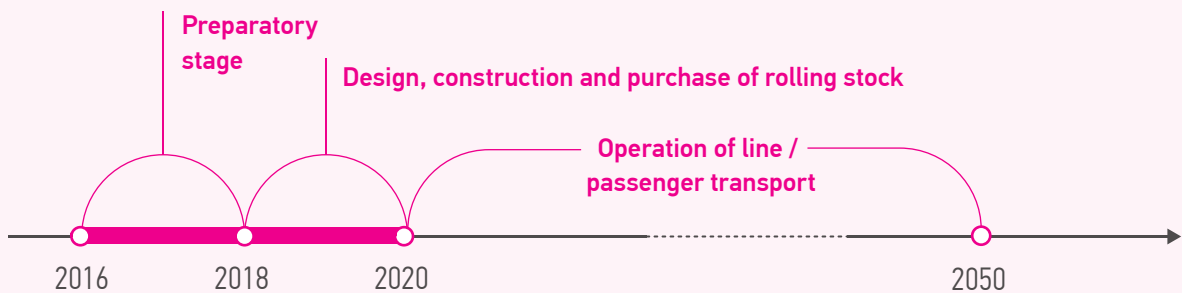 Preparatory
stage
Design, construction and purchase of rolling stock
Operation of line /
passenger transport
2016
2018
2020
2050